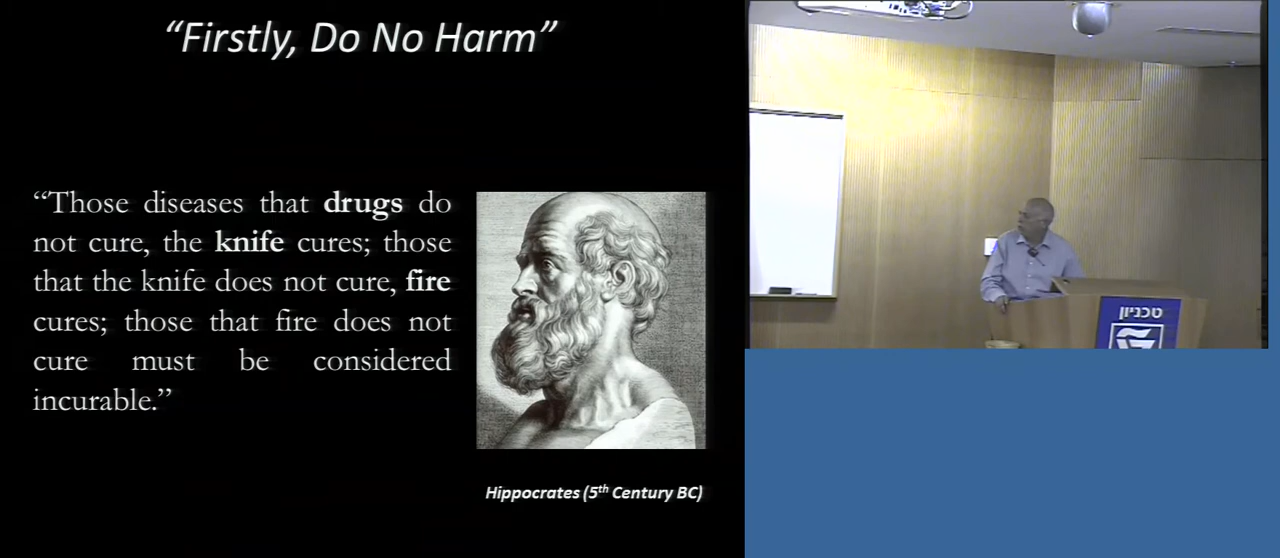 “Firstly, Do No Harm”
“Those diseases that drugs do
not cure, the knife cures; those
that the knife does not cure, fire
cures; those that fire does not
cure must be considered
incurable.”
Hippocrates (5th Century BC)
טכניון